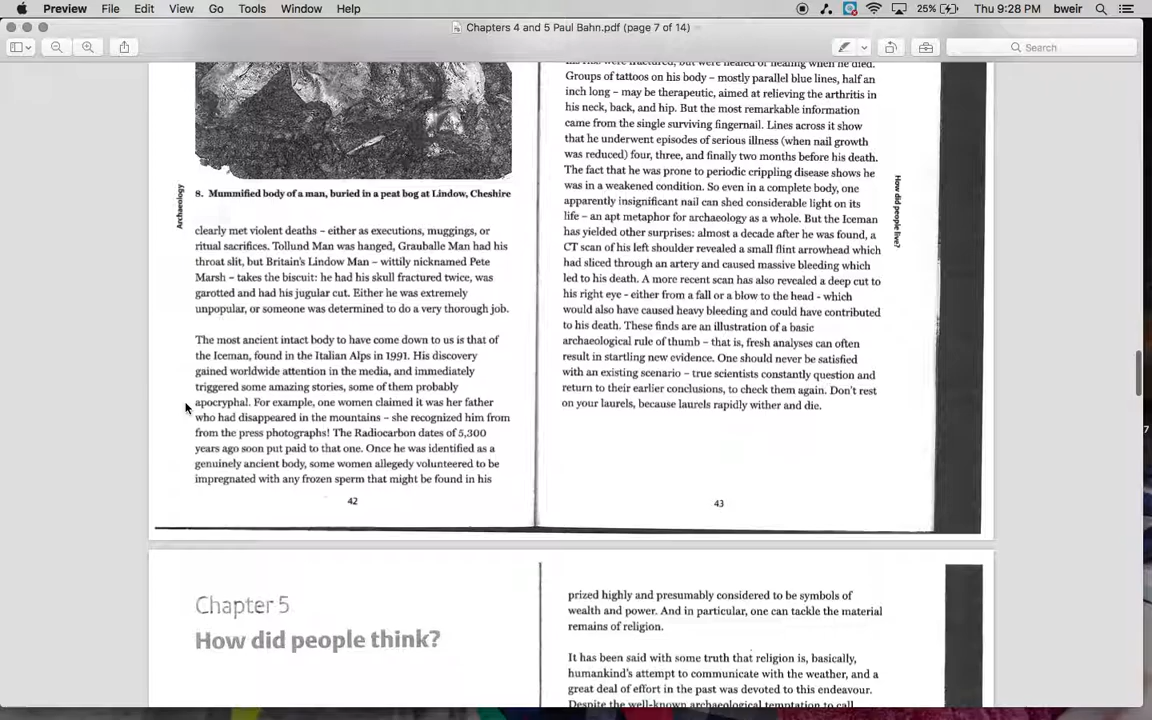 Preview File Edit View Go Tools Window Help
25% Thu 9:28 PM bweir
Chapters 4 and 5 Paul Bahn.pdf (page 7 of 14)
Search
8. Mummified body of a man, buried in a peat bog at Lindow, Cheshire
Archaeology
clearly met violent deaths – either as executions, muggings, or
ritual sacrifices. Tollund Man was hanged, Grauballe Man had his
throat slit, but Britain's Lindow Man – wittily nicknamed Pete
Marsh – takes the biscuit: he had his skull fractured twice, was
garotted and had his jugular cut. Either he was extremely
unpopular, or someone was determined to do a very thorough job.
The most ancient intact body to have come down to us is that of
the Iceman, found in the Italian Alps in 1991. His discovery
gained worldwide attention in the media, and immediately
triggered some amazing stories, some of them probably
apocryphal. For example, one women claimed it was her father
who had disappeared in the mountains – she recognized him from
from the press photographs! The Radiocarbon dates of 5,300
years ago soon put paid to that one. Once he was identified as a
genuinely ancient body, some women allegedly volunteered to be
impregnated with any frozen sperm that might be found in his
42
his ribs were fractured, but were healed or healing when he died.
Groups of tattoos on his body – mostly parallel blue lines, half an
inch long – may be therapeutic, aimed at relieving the arthritis in
his neck, back, and hip. But the most remarkable information
came from the single surviving fingernail. Lines across it show
that he underwent episodes of serious illness (when nail growth
was reduced) four, three, and finally two months before his death.
The fact that he was prone to periodic crippling disease shows he
was in a weakened condition. So even in a complete body, one
apparently insignificant nail can shed considerable light on its
life – an apt metaphor for archaeology as a whole. But the Iceman
has yielded other surprises: almost a decade after he was found, a
CT scan of his left shoulder revealed a small flint arrowhead which
had sliced through an artery and caused massive bleeding which
led to his death. A more recent scan has also revealed a deep cut to
his right eye - either from a fall or a blow to the head - which
would also have caused heavy bleeding and could have contributed
to his death. These finds are an illustration of a basic
archaeological rule of thumb – that is, fresh analyses can often
result in startling new evidence. One should never be satisfied
with an existing scenario – true scientists constantly question and
return to their earlier conclusions, to check them again. Don't rest
on your laurels, because laurels rapidly wither and die.
How did people live?
43
7
Chapter 5
How did people think?
prized highly and presumably considered to be symbols of
wealth and power. And in particular, one can tackle the material
remains of religion.
It has been said with some truth that religion is, basically,
humankind's attempt to communicate with the weather, and a
great deal of effort in the past was devoted to this endeavour.
Despite the well-known archaeological temptation to call